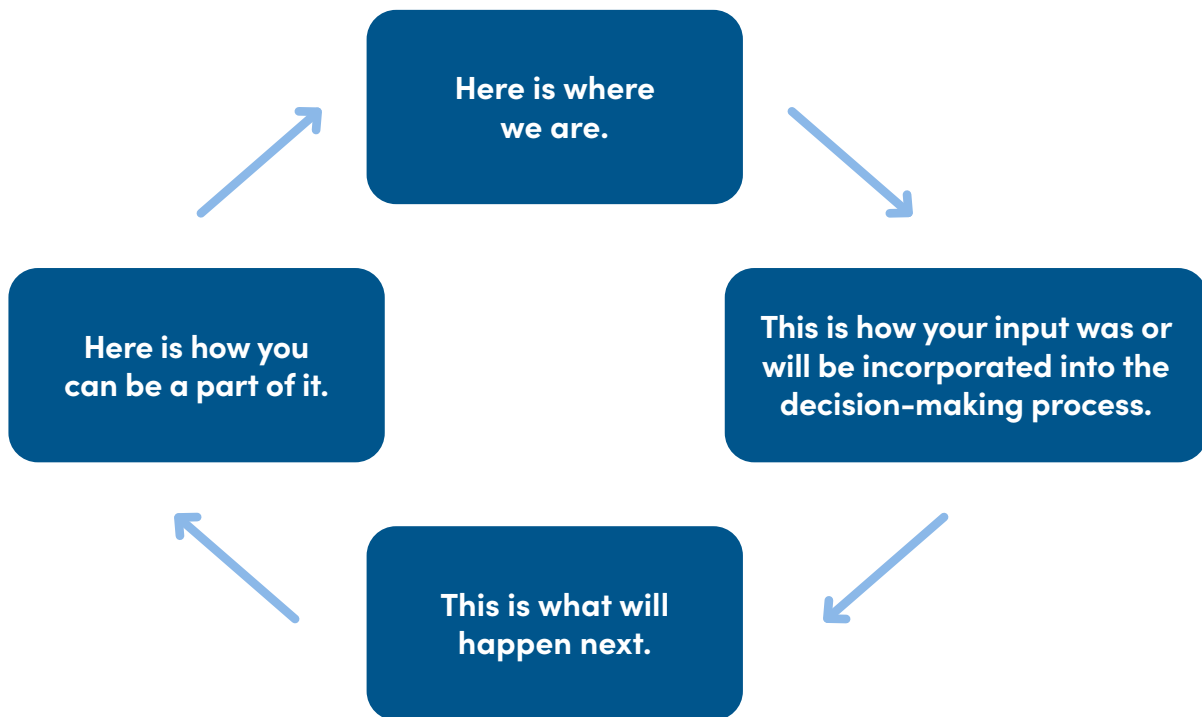 Here is where
we are.
This is how your input was or
will be incorporated into the
decision-making process.
This is what will
happen next.
Here is how you
can be a part of it.